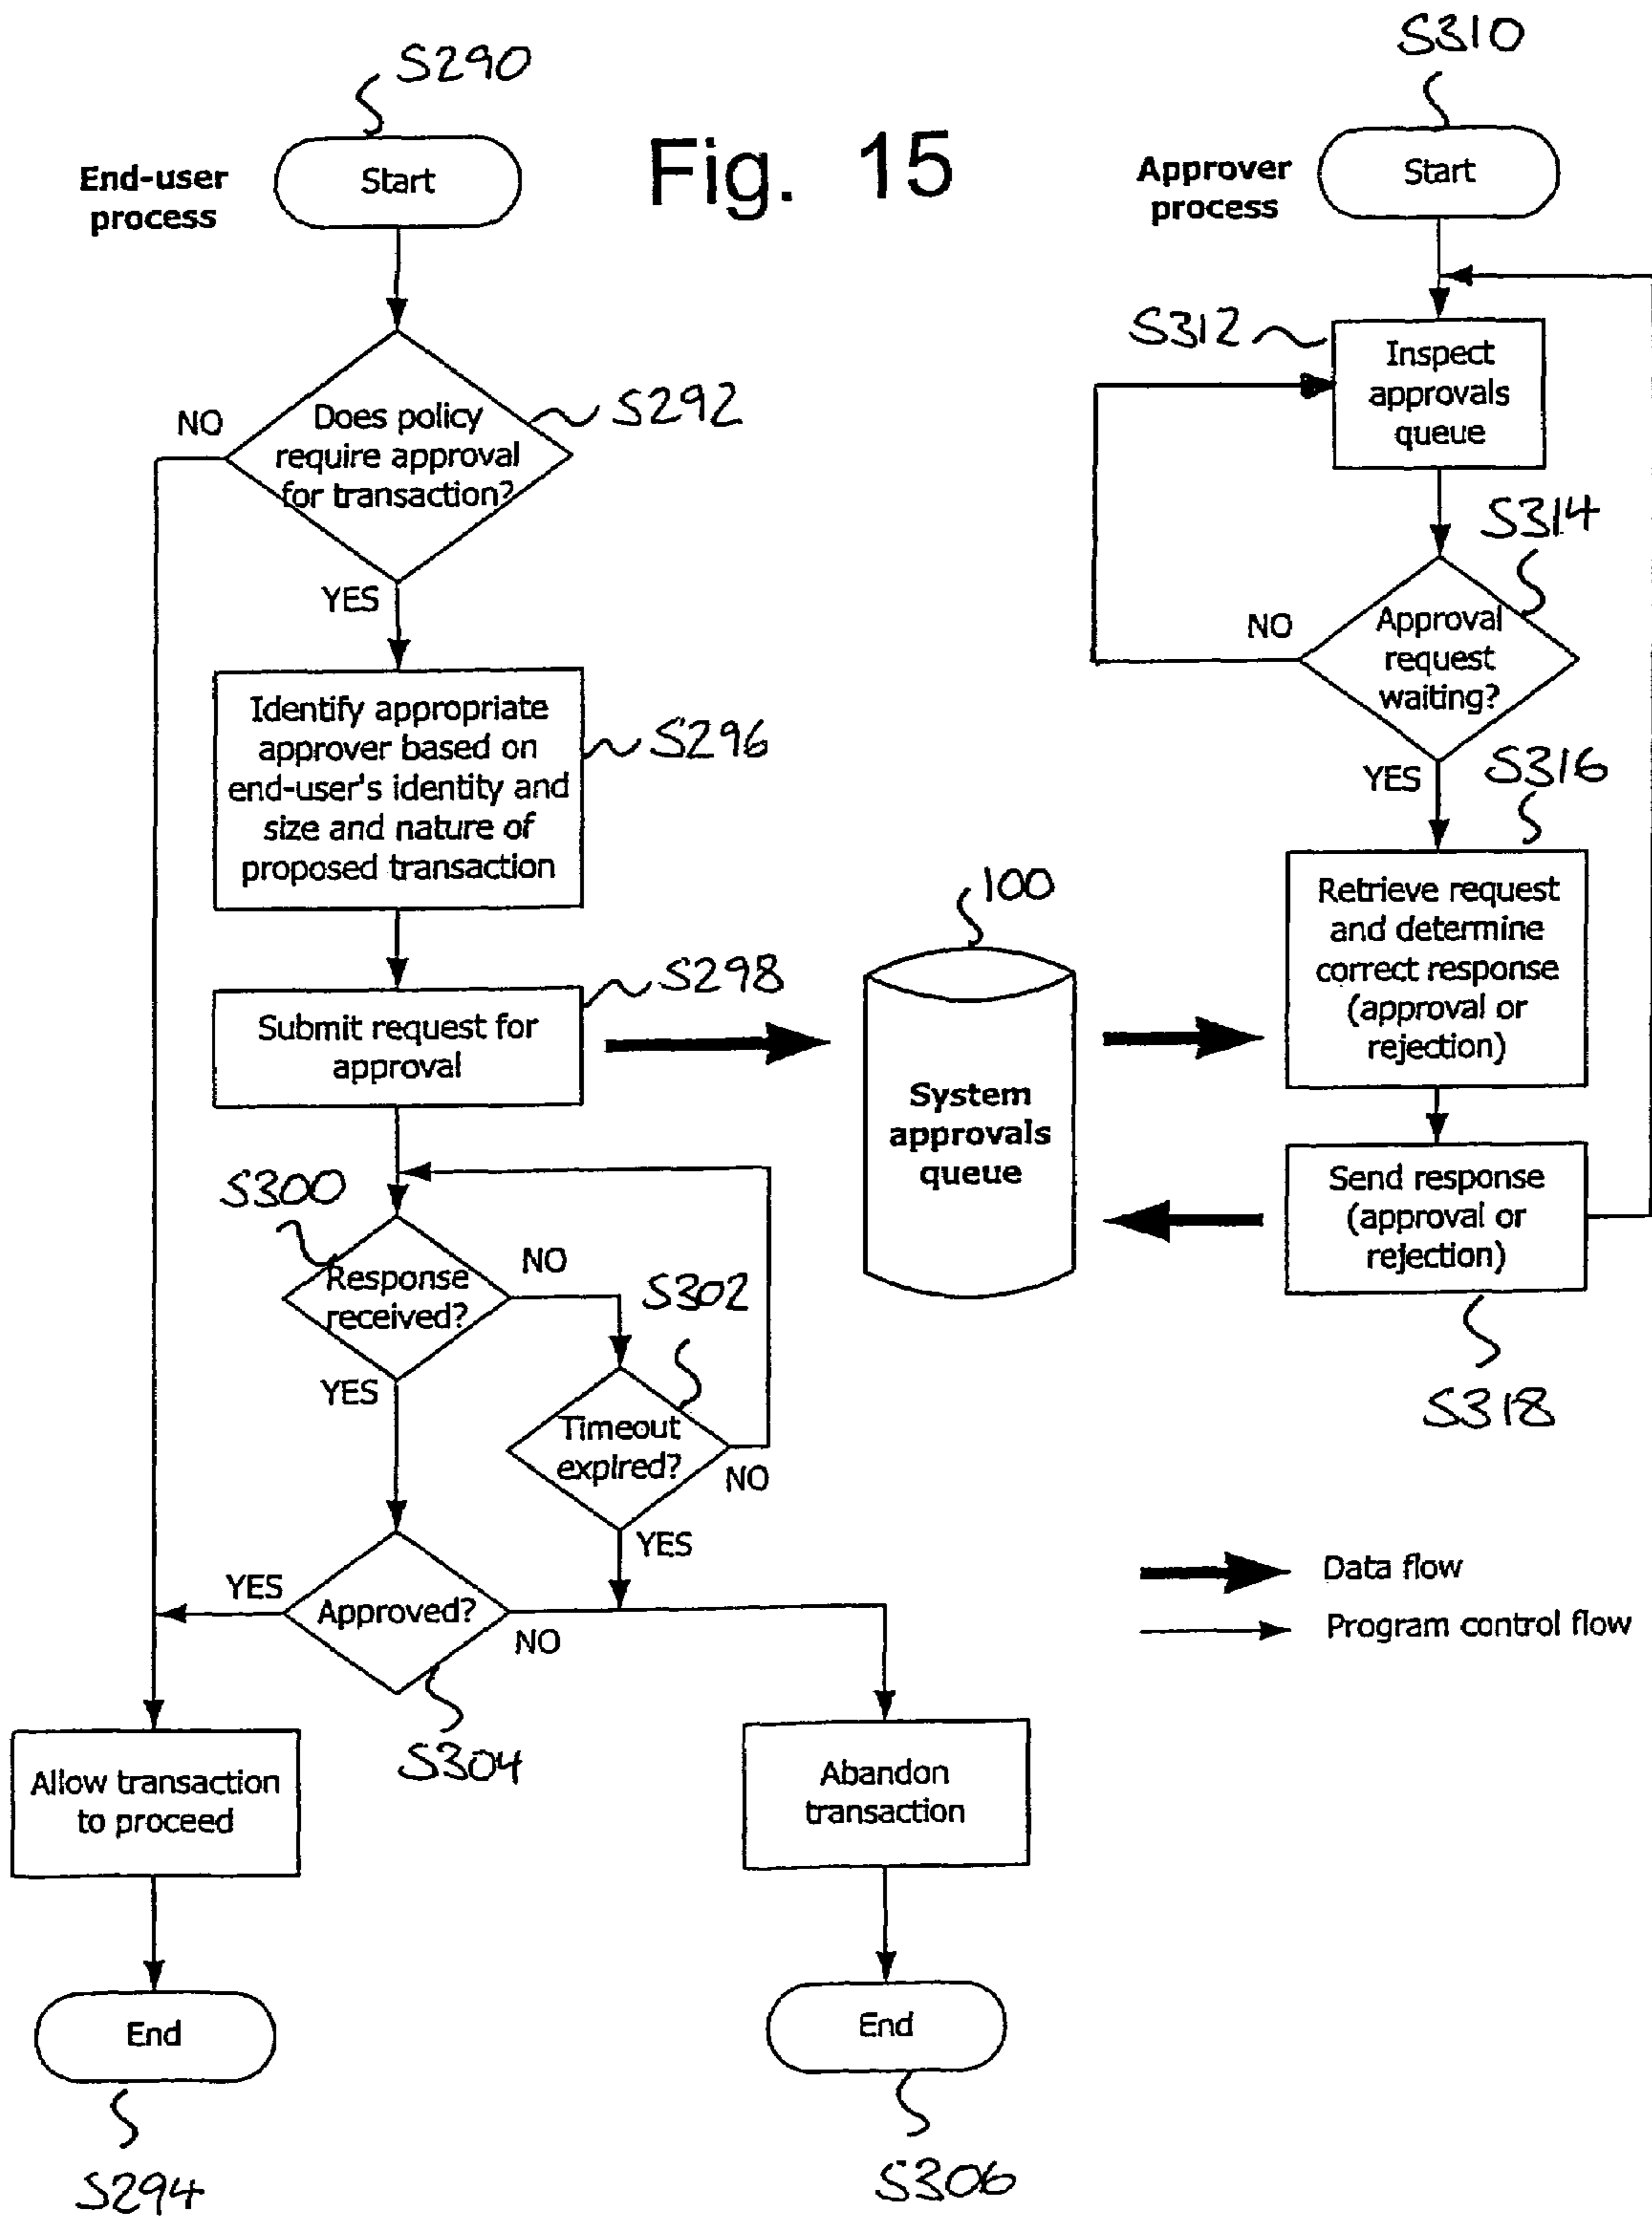 S290
S310
Fig. 15
End-user
process
Start
Approver
process
Start
S312
Inspect
approvals
queue
NO
Does policy
require approval
for transaction?
S292
YES
S314
NO
Approval
request
waiting?
YES
S316
Identify appropriate
approver based on
end-user's identity and
size and nature of
proposed transaction
S296
Retrieve request
and determine
correct response
(approval or
rejection)
100
S298
Submit request for
approval
System
approvals
queue
Send response
(approval or
rejection)
S318
S300
Response
received?
NO
YES
S302
Timeout
expired?
NO
YES
Data flow
Program control flow
YES
Approved?
NO
S304
Allow transaction
to proceed
Abandon
transaction
End
End
S294
S306